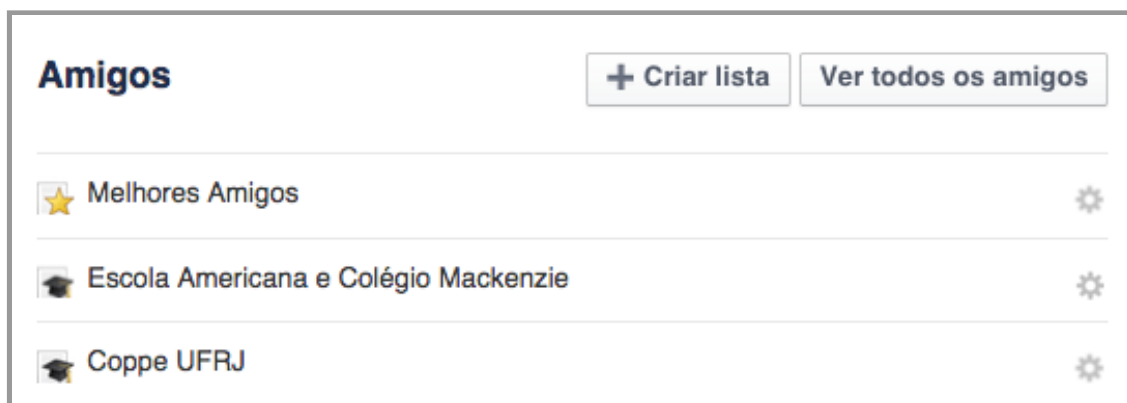 Amigos
Criar lista
Ver todos os amigos
Melhores Amigos
Escola Americana e Colégio Mackenzie
Coppe UFRJ